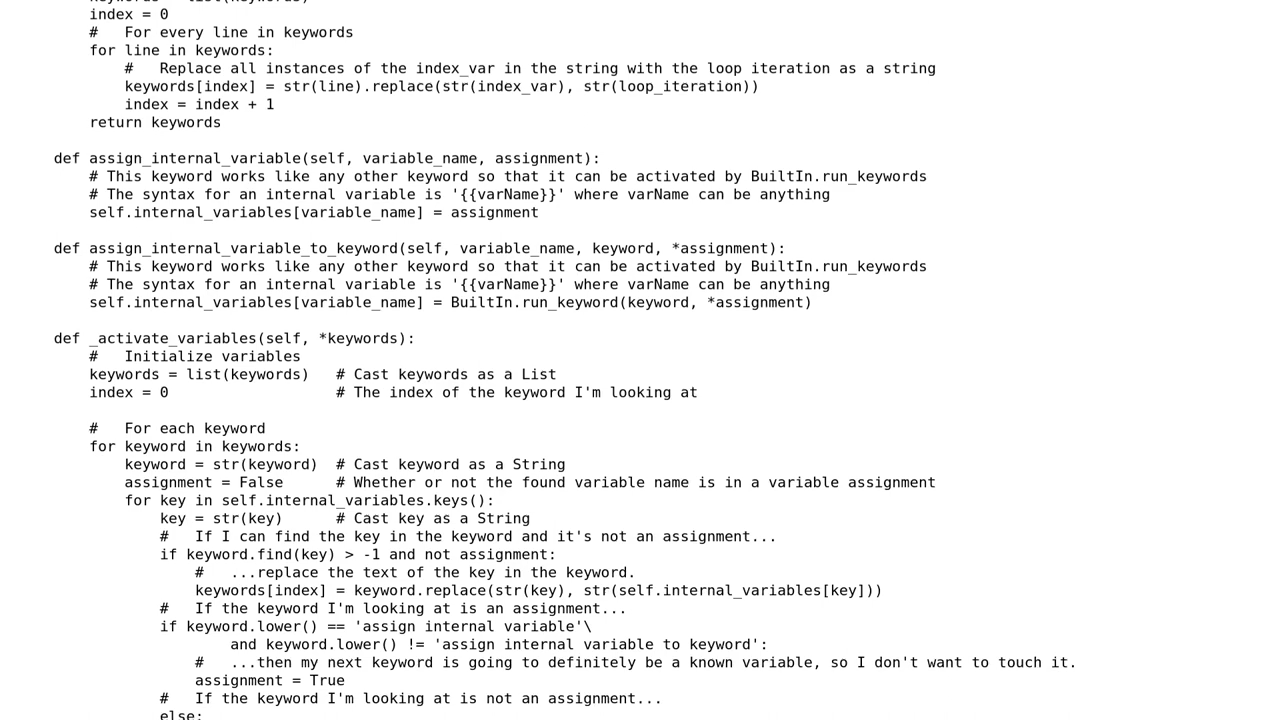 index = 0
#   For every line in keywords
for line in keywords:
#   Replace all instances of the index_var in the string with the loop iteration as a string
keywords[index] = str(line).replace(str(index_var), str(loop_iteration))
index = index + 1
return keywords
def assign_internal_variable(self, variable_name, assignment):
# This keyword works like any other keyword so that it can be activated by BuiltIn.run_keywords
# The syntax for an internal variable is '{{varName}}' where varName can be anything
self.internal_variables[variable_name] = assignment
def assign_internal_variable_to_keyword(self, variable_name, keyword, *assignment):
# This keyword works like any other keyword so that it can be activated by BuiltIn.run_keywords
# The syntax for an internal variable is '{{varName}}' where varName can be anything
self.internal_variables[variable_name] = BuiltIn.run_keyword(keyword, *assignment)
def _activate_variables(self, *keywords):
#   Initialize variables
keywords = list(keywords)   # Cast keywords as a List
index = 0                   # The index of the keyword I'm looking at
#   For each keyword
for keyword in keywords:
keyword = str(keyword)  # Cast keyword as a String
assignment = False      # Whether or not the found variable name is in a variable assignment
for key in self.internal_variables.keys():
key = str(key)      # Cast key as a String
#   If I can find the key in the keyword and it's not an assignment...
if keyword.find(key) > -1 and not assignment:
#   ...replace the text of the key in the keyword.
keywords[index] = keyword.replace(str(key), str(self.internal_variables[key]))
#   If the keyword I'm looking at is an assignment...
if keyword.lower() == 'assign internal variable'\
and keyword.lower() != 'assign internal variable to keyword':
#   ...then my next keyword is going to definitely be a known variable, so I don't want to touch it.
assignment = True
#   If the keyword I'm looking at is not an assignment...
else: